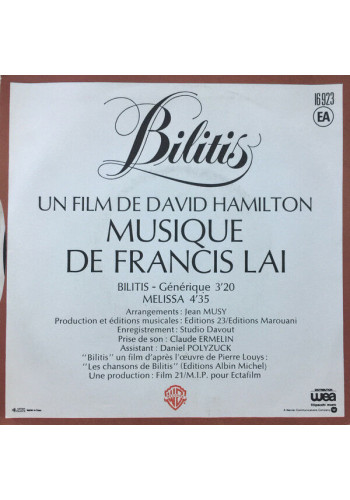 16 923
EA
Bilitis
UN FILM DE DAVID HAMILTON
MUSIQUE
DE FRANCIS LAI
BILITIS - Générique 3'20
MELISSA 4'35
Arrangements : Jean MUSY
Production et éditions musicales : Editions 23/Editions Marouani
Enregistrement : Studio Davout
Prise de son : Claude ERMELIN
Assistant : Daniel POLYZUCK
"Bilitis" un film d'après l'œuvre de Pierre Louys :
"Les chansons de Bilitis" (Editions Albin Michel)
Une production : Film 21/M.I.P. pour Ectafilm
wea